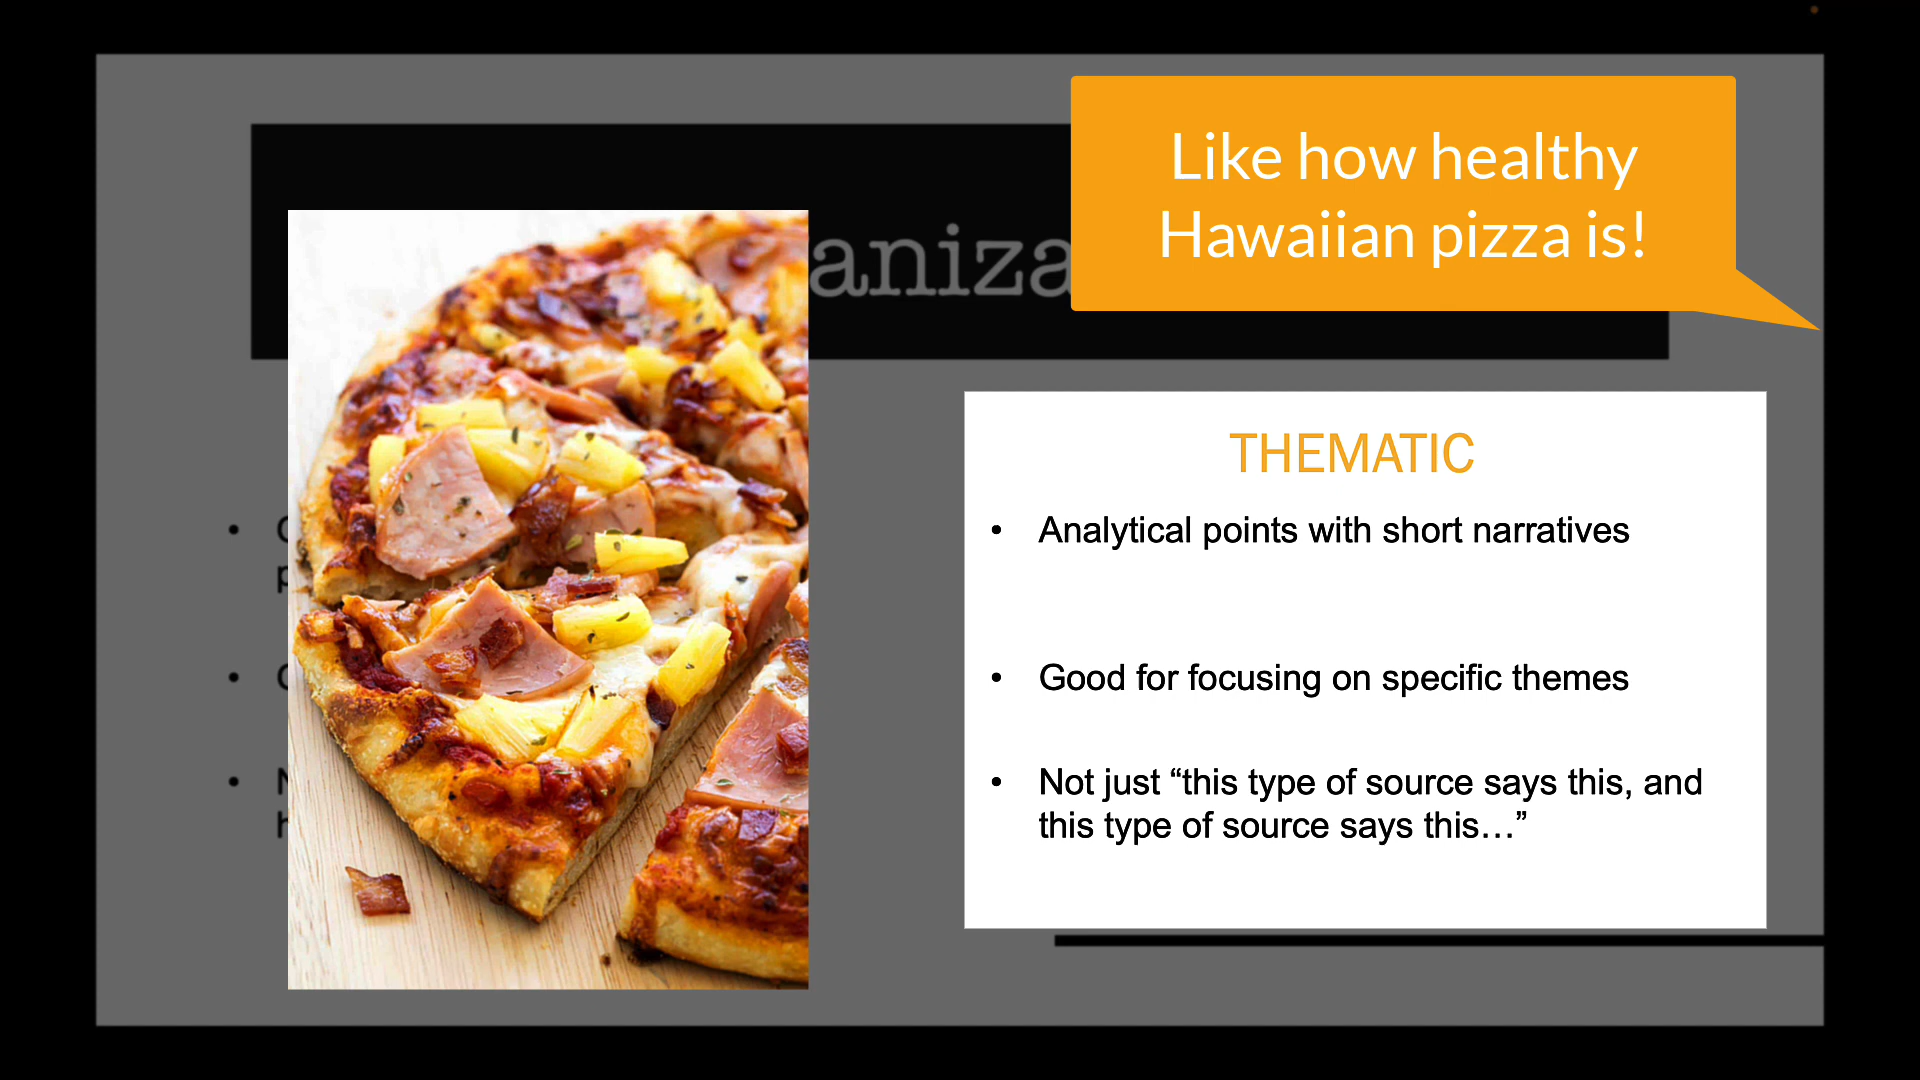 Like how healthy
Hawaiian pizza is!
THEMATIC
• Analytical points with short narratives
• Good for focusing on specific themes
• Not just “this type of source says this, and
this type of source says this…”